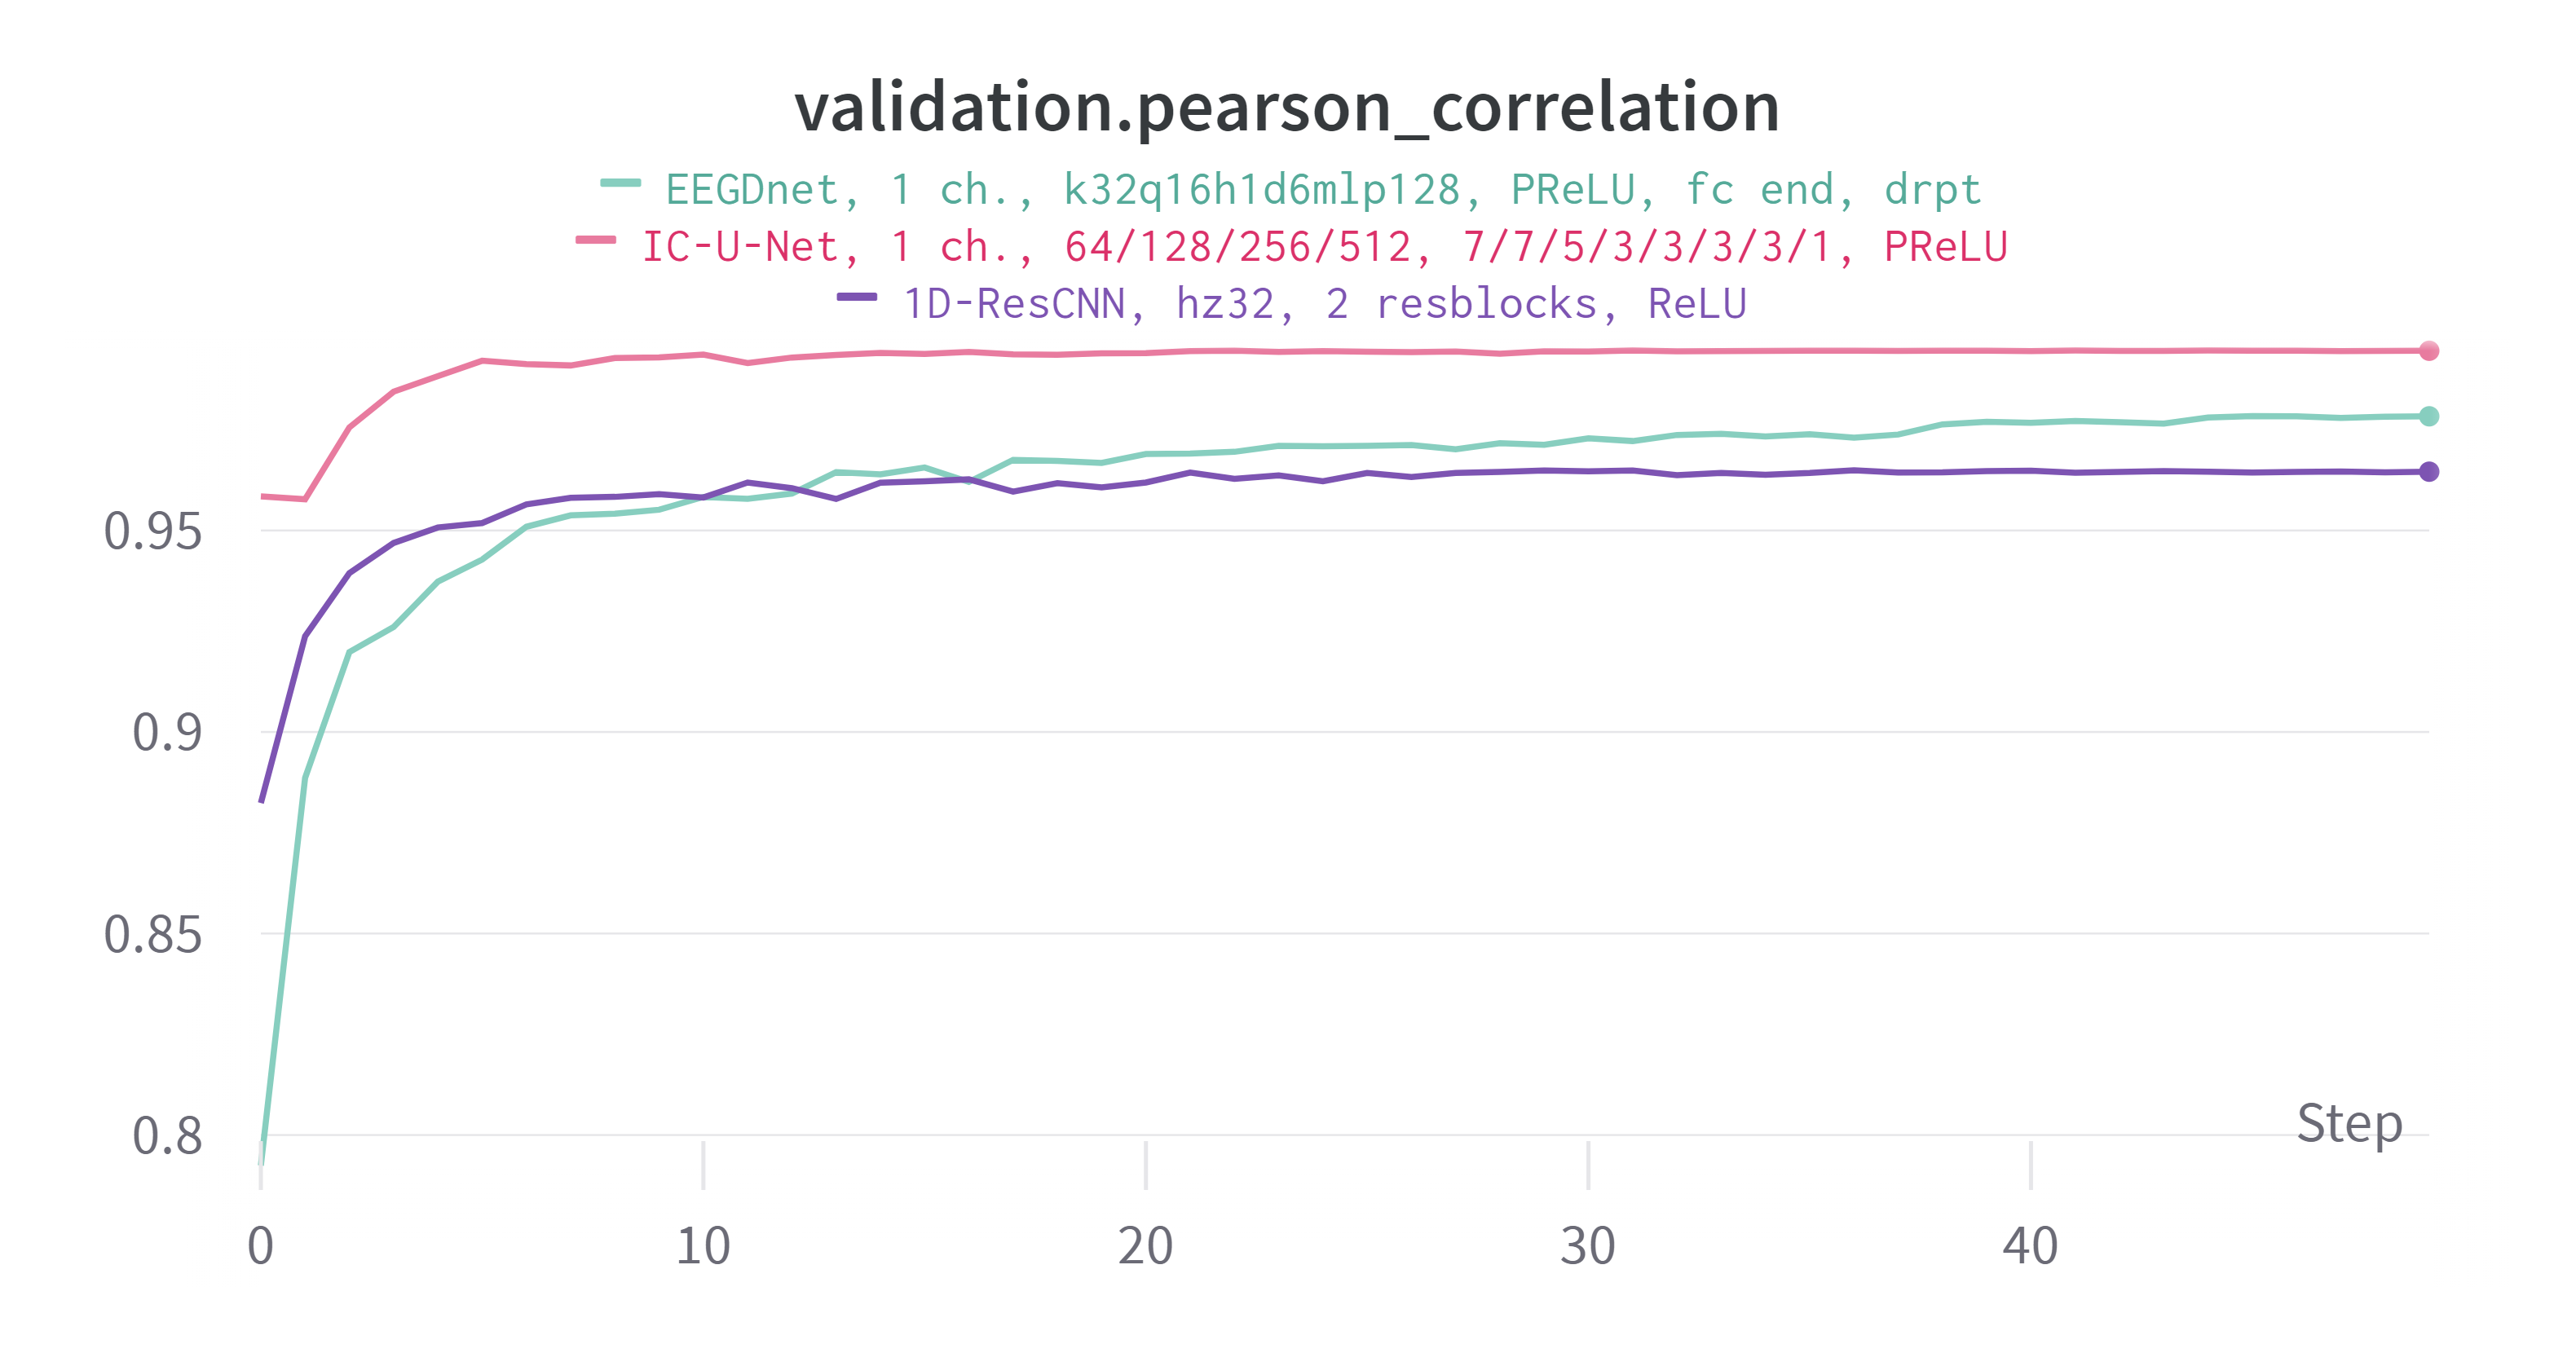 validation.pearson_correlation
EEGDnet, 1 ch., k32q16h1d6mlp128, PReLU, fc end, drpt
IC-U-Net, 1 ch., 64/128/256/512, 7/7/5/3/3/3/3/1, PReLU
1D-ResCNN, hz32, 2 resblocks, ReLU
0.95
0.9
0.85
0.8
Step
0 10 20 30 40